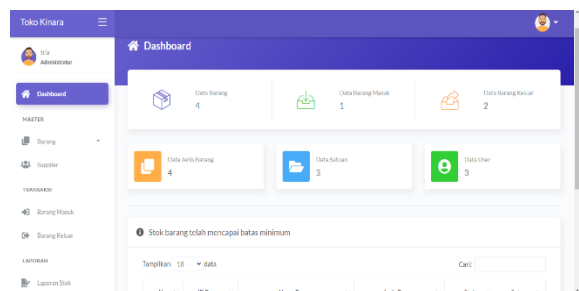 Toko Kinara
tria
Administrator
Dashboard
MASTER
Barang
Supplier
TRANSAKSI
Barang Masuk
Barang Keluar
LAPORAN
Laporan Stok
Dashboard
Data Barang
4
Data Barang Masuk
1
Data Barang Keluar
2
Data Jenis Barang
4
Data Satuan
3
Data User
3
Stok barang telah mencapai batas minimum
Tampilkan 10 data
Cari: